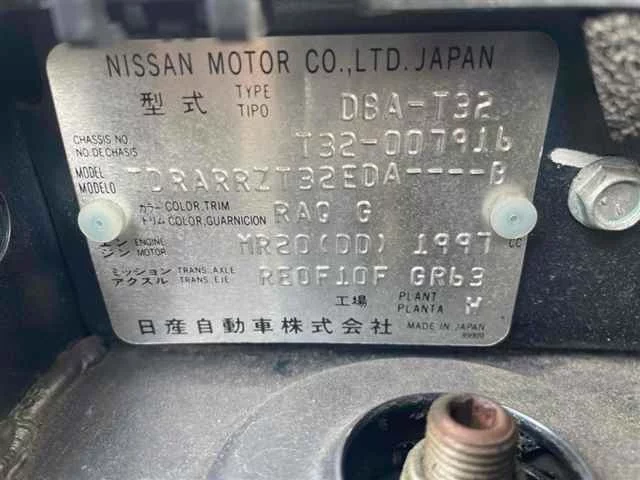 NISSAN MOTOR CO.,LTD.JAPAN
型式 TYPE TIPO DBA-T32
CHASSIS NO. NO.DECHASIS T32-007916
MODEL MODELO TDRARRZT32EDA----B
カラー COLOR,TRIM トリム COLOR,GUARNICION RAQ G
エンジン ENGINE MOTOR MR20(DD) 1997 CC
ミッション TRANS.AXLE アクスル TRANS.EJE RE0F10F GR63
工場 PLANT PLANTA
日産自動車株式会社 MADE IN JAPAN